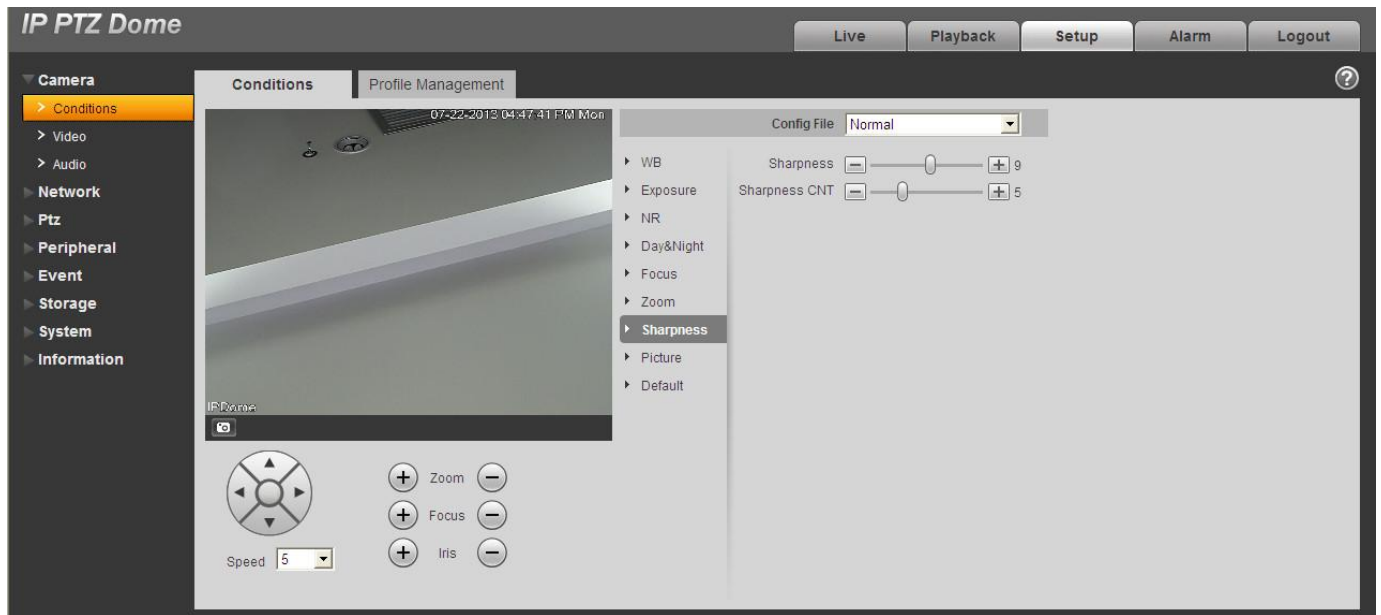 IP PTZ Dome
Live
Playback
Setup
Alarm
Logout
Camera
Conditions
Video
Audio
Network
Ptz
Peripheral
Event
Storage
System
Information
Conditions
Profile Management
07-22-2013 04:47:41 PM Mon
IPDome
Zoom
Focus
Iris
Speed 5
Config File Normal
WB
Exposure
NR
Day&Night
Focus
Zoom
Sharpness
Picture
Default
Sharpness 9
Sharpness CNT 5